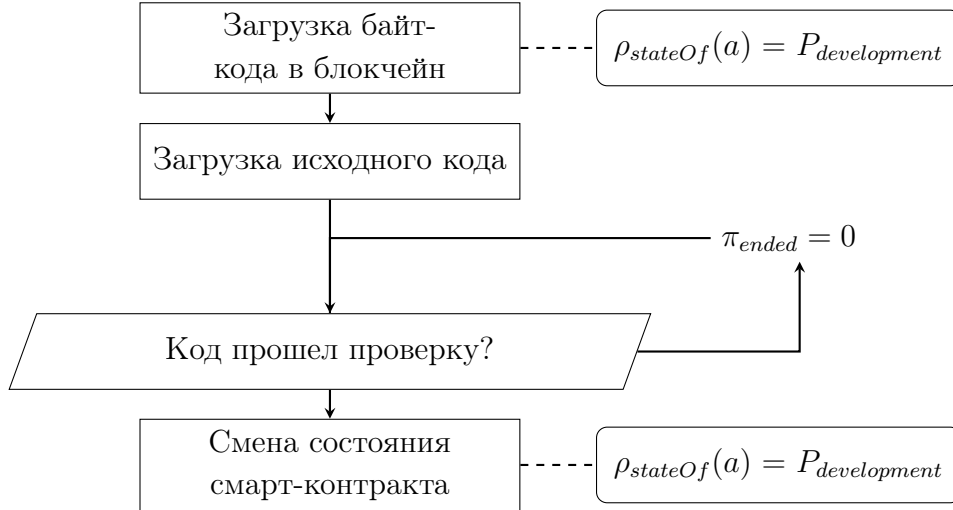 Загрузка байт-
кода в блокчейн
ρ_{stateOf}(a) = P_{development}
Загрузка исходного кода
π_{ended} = 0
Код прошел проверку?
Смена состояния
смарт-контракта
ρ_{stateOf}(a) = P_{development}